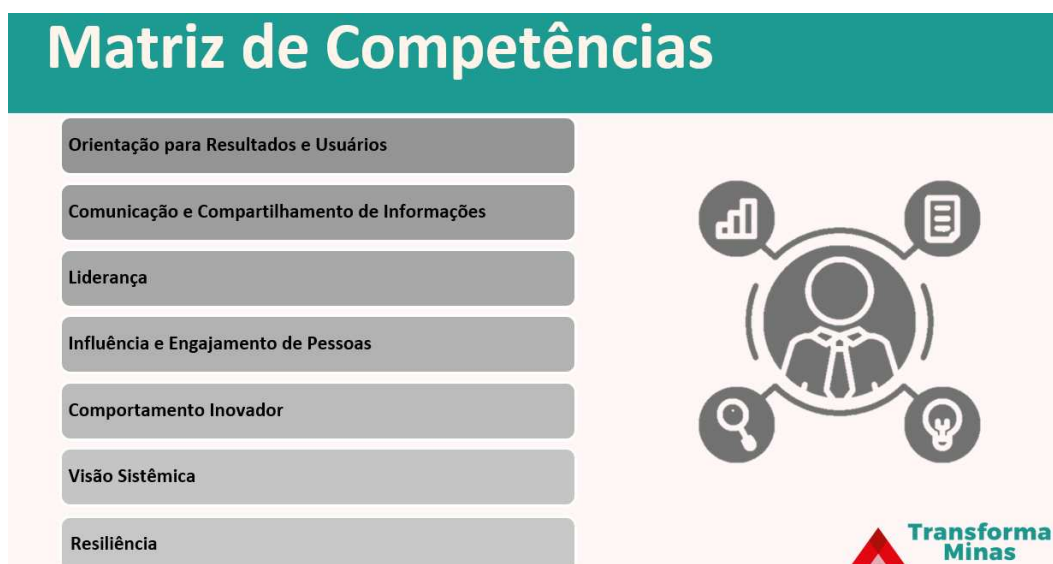 Matriz de Competências
Orientação para Resultados e Usuários
Comunicação e Compartilhamento de Informações
Liderança
Influência e Engajamento de Pessoas
Comportamento Inovador
Visão Sistêmica
Resiliência
Transforma
Minas